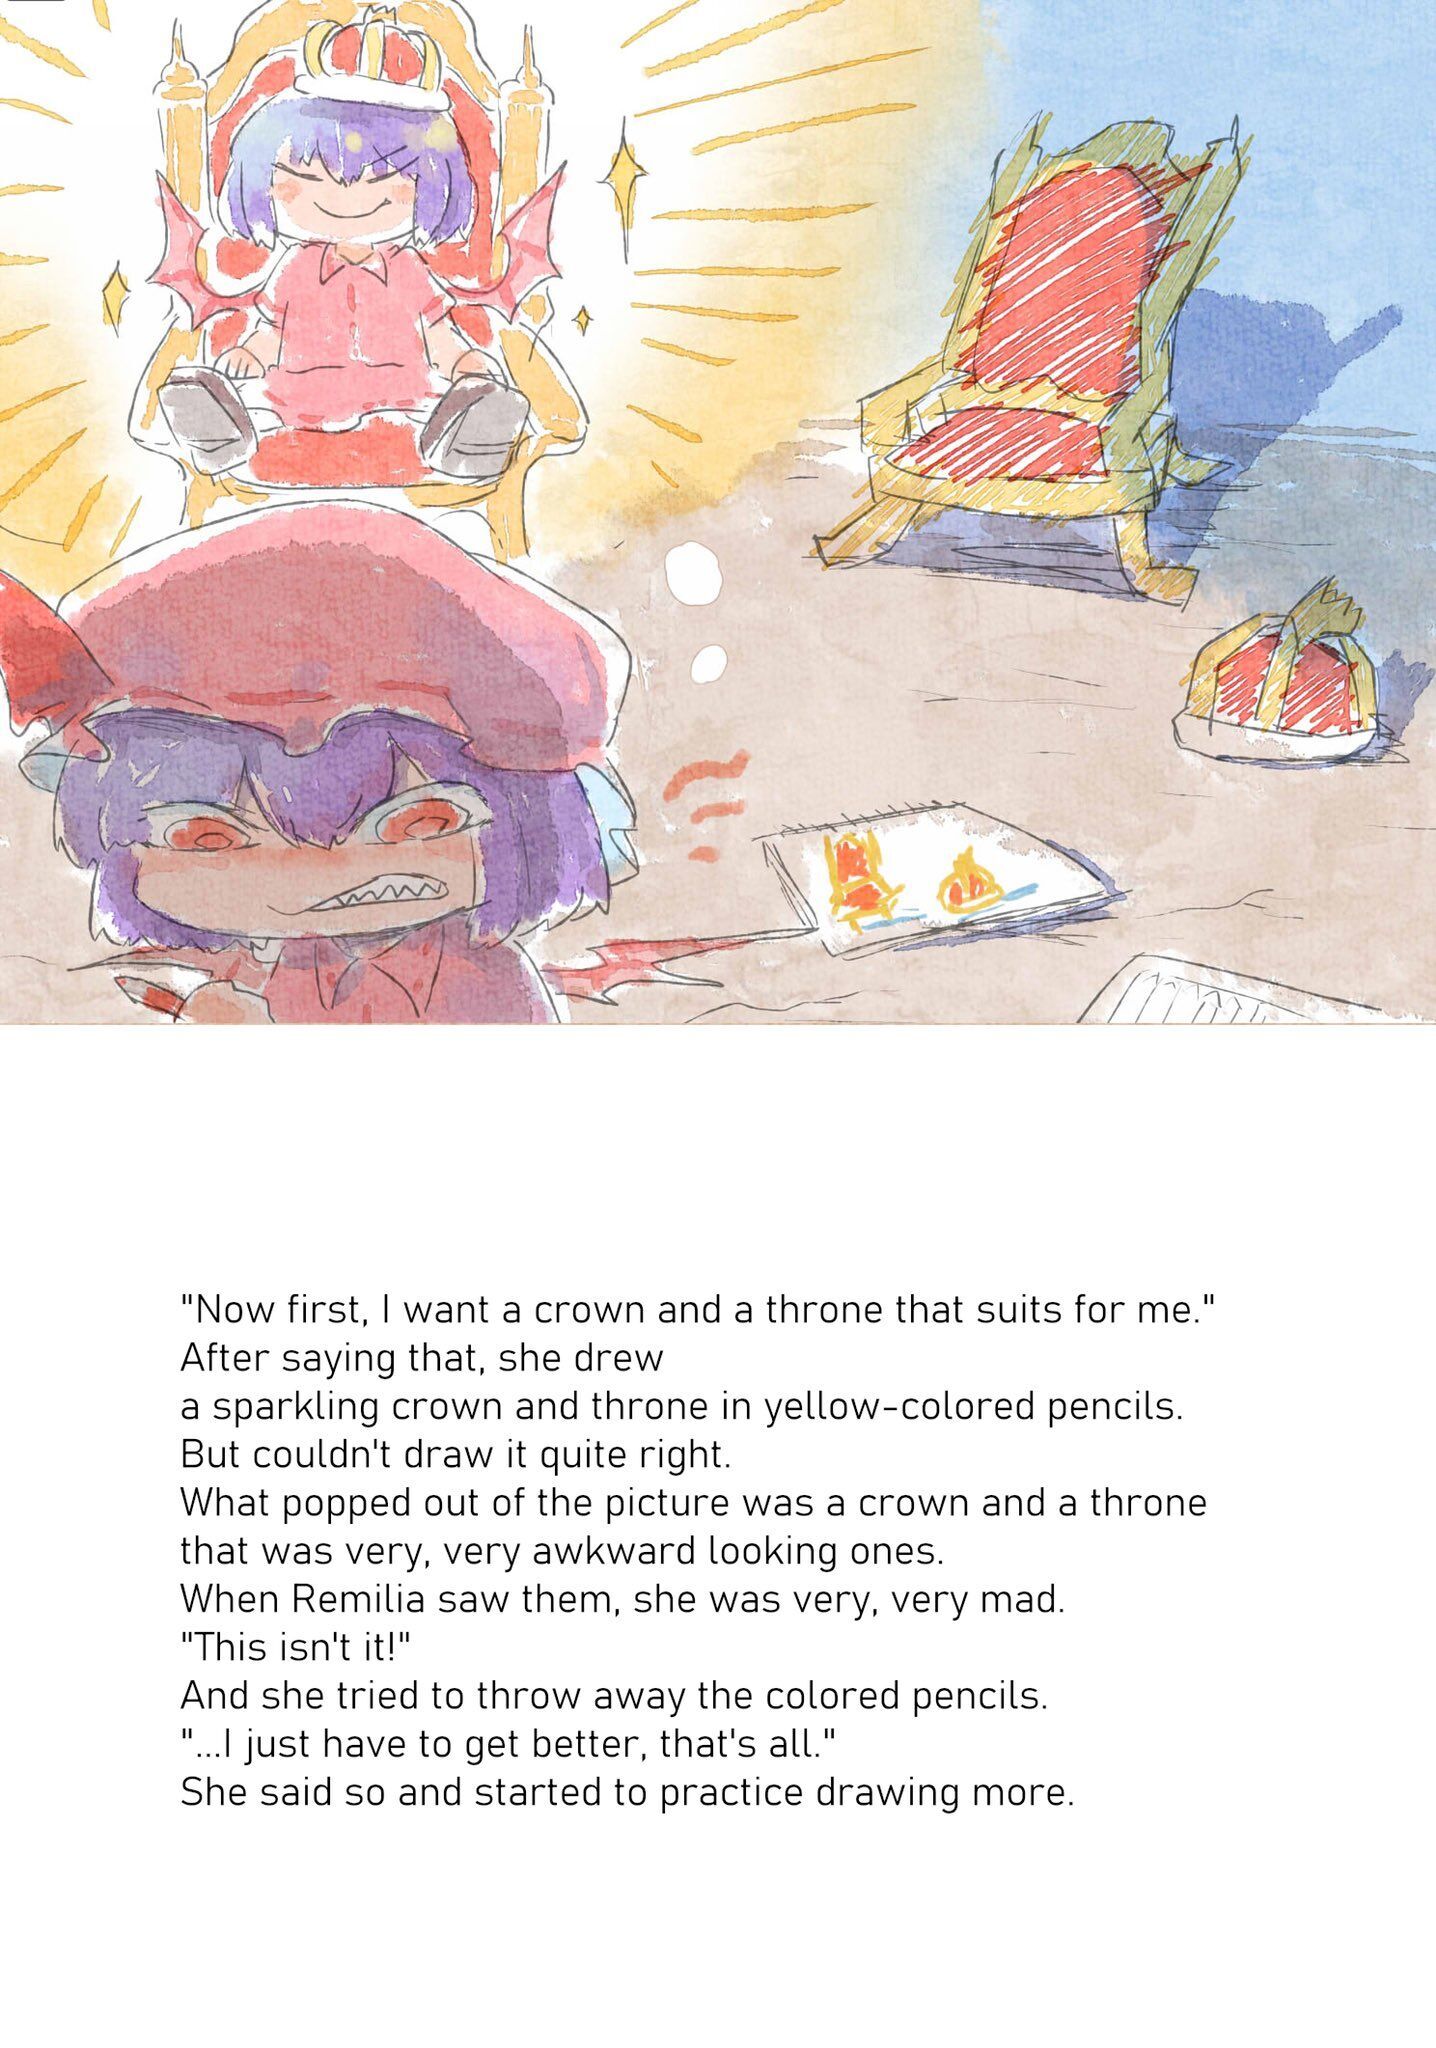 "Now first, I want a crown and a throne that suits for me."
After saying that, she drew
a sparkling crown and throne in yellow-colored pencils.
But couldn't draw it quite right.
What popped out of the picture was a crown and a throne
that was very, very awkward looking ones.
When Remilia saw them, she was very, very mad.
"This isn't it!"
And she tried to throw away the colored pencils.
"...I just have to get better, that's all."
She said so and started to practice drawing more.